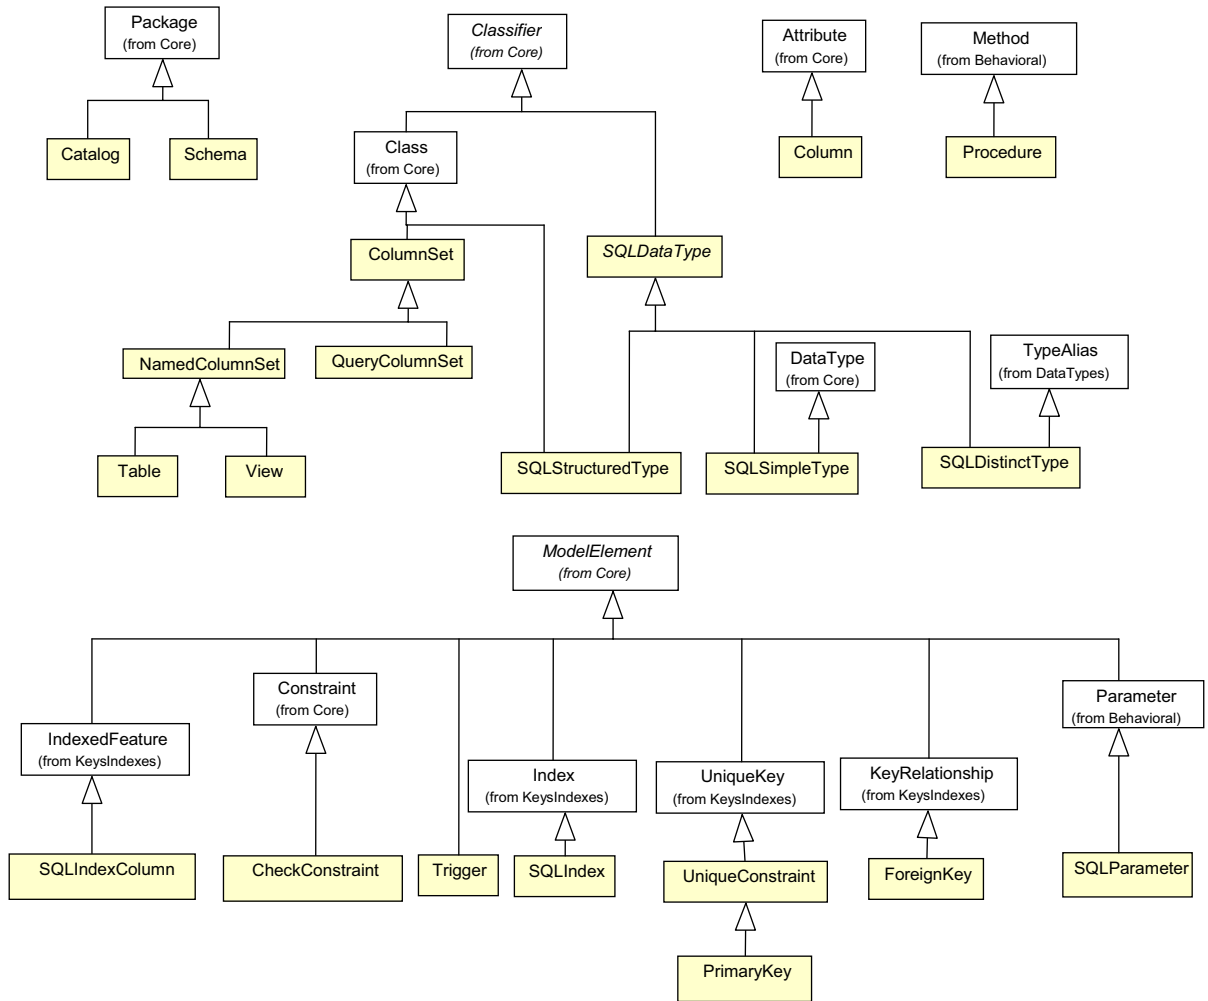 Package
(from Core)
Classifier
(from Core)
Attribute
(from Core)
Method
(from Behavioral)
Catalog
Schema
Class
(from Core)
Column
Procedure
ColumnSet
SQLDataType
NamedColumnSet
QueryColumnSet
DataType
(from Core)
TypeAlias
(from DataTypes)
Table
View
SQLStructuredType
SQLSimpleType
SQLDistinctType
ModelElement
(from Core)
IndexedFeature
(from KeysIndexes)
Constraint
(from Core)
Index
(from KeysIndexes)
UniqueKey
(from KeysIndexes)
KeyRelationship
(from KeysIndexes)
Parameter
(from Behavioral)
SQLIndexColumn
CheckConstraint
Trigger
SQLIndex
UniqueConstraint
ForeignKey
SQLParameter
PrimaryKey